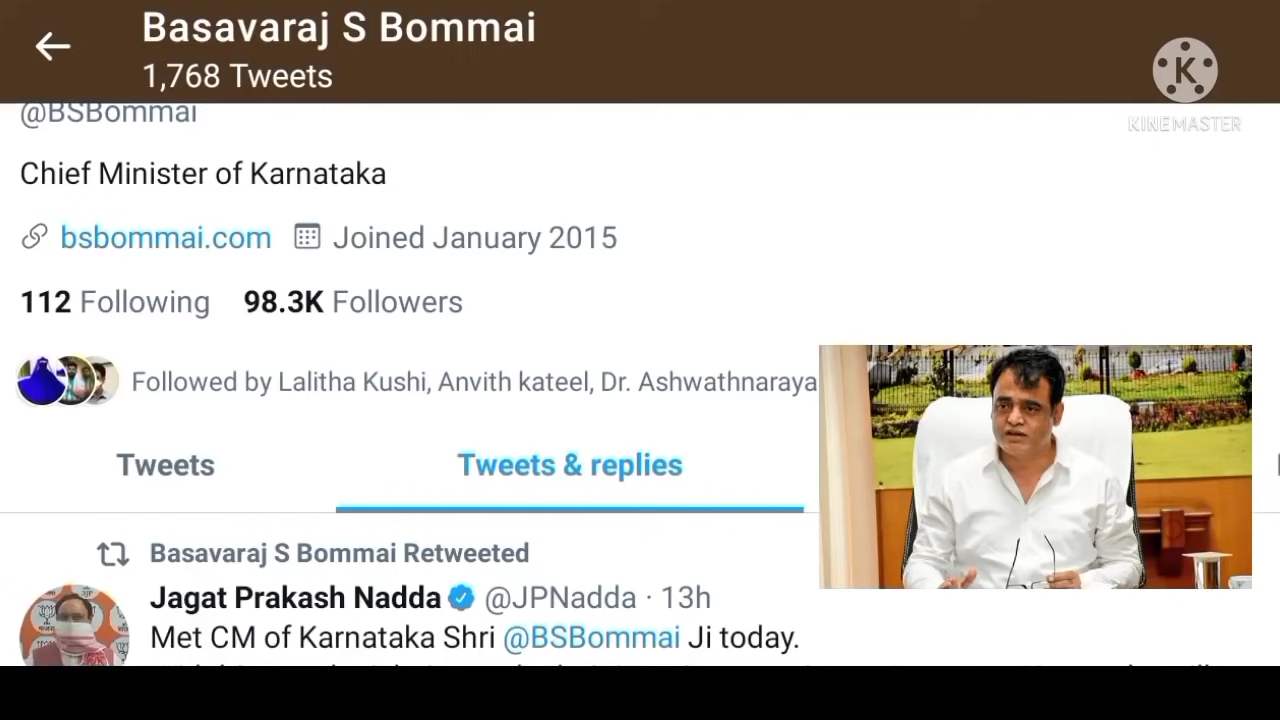 Basavaraj S Bommai
1,768 Tweets
K
KINEMASTER
@BSBommai
Chief Minister of Karnataka
bsbommai.com Joined January 2015
112 Following 98.3K Followers
Followed by Lalitha Kushi, Anvith kateel, Dr. Ashwathnaraya
Tweets Tweets & replies
Basavaraj S Bommai Retweeted
Jagat Prakash Nadda @JPNadda · 13h
Met CM of Karnataka Shri @BSBommai Ji today.